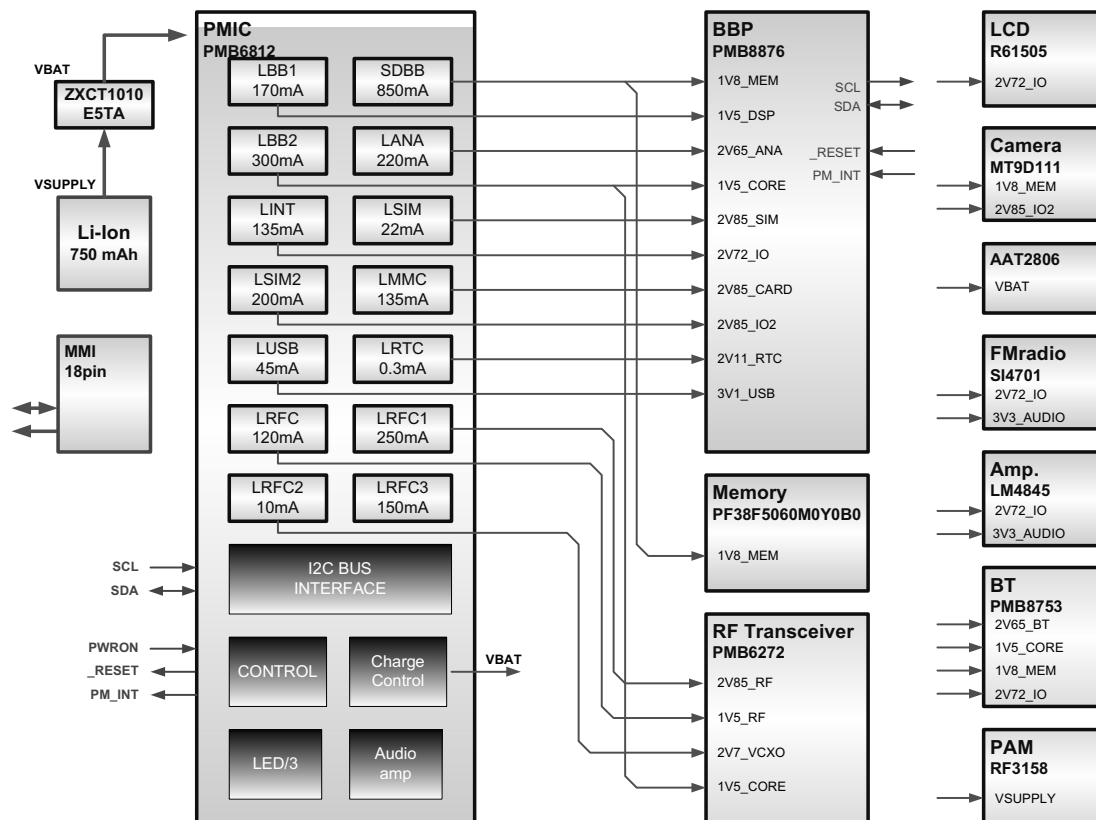 VBAT
ZXCT1010
E5TA
VSUPPLY
Li-Ion
750 mAh
MMI
18pin
SCL
SDA
PWRON
_RESET
PM_INT
PMIC
PMB6812
LBB1
170mA
SDBB
850mA
LBB2
300mA
LANA
220mA
LINT
135mA
LSIM
22mA
LSIM2
200mA
LMMC
135mA
LUSB
45mA
LRTC
0.3mA
LRFC
120mA
LRFC1
250mA
LRFC2
10mA
LRFC3
150mA
I2C BUS
INTERFACE
CONTROL
Charge
Control
VBAT
LED/3
Audio
amp
BBP
PMB8876
1V8_MEM
SCL
SDA
1V5_DSP
2V65_ANA
_RESET
PM_INT
1V5_CORE
2V85_SIM
2V72_IO
2V85_CARD
2V85_IO2
2V11_RTC
3V1_USB
Memory
PF38F5060M0Y0B0
1V8_MEM
RF Transceiver
PMB6272
2V85_RF
1V5_RF
2V7_VCXO
1V5_CORE
LCD
R61505
2V72_IO
Camera
MT9D111
1V8_MEM
2V85_IO2
AAT2806
VBAT
FMradio
SI4701
2V72_IO
3V3_AUDIO
Amp.
LM4845
2V72_IO
3V3_AUDIO
BT
PMB8753
2V65_BT
1V5_CORE
1V8_MEM
2V72_IO
PAM
RF3158
VSUPPLY